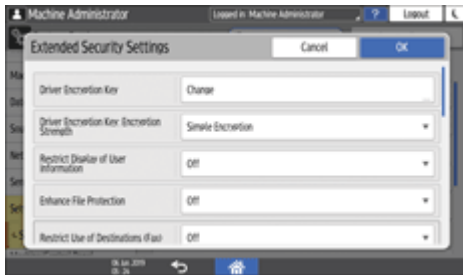 Machine Administrator
Logged in: Machine Administrator
?
Logout
Extended Security Settings
Cancel
OK
Driver Encryption Key
Change
Driver Encryption Key: Encryption
Strength
Simple Encryption
Restrict Display of User
Information
Off
Enhance File Protection
Off
Restrict Use of Destinations (Fax)
Off